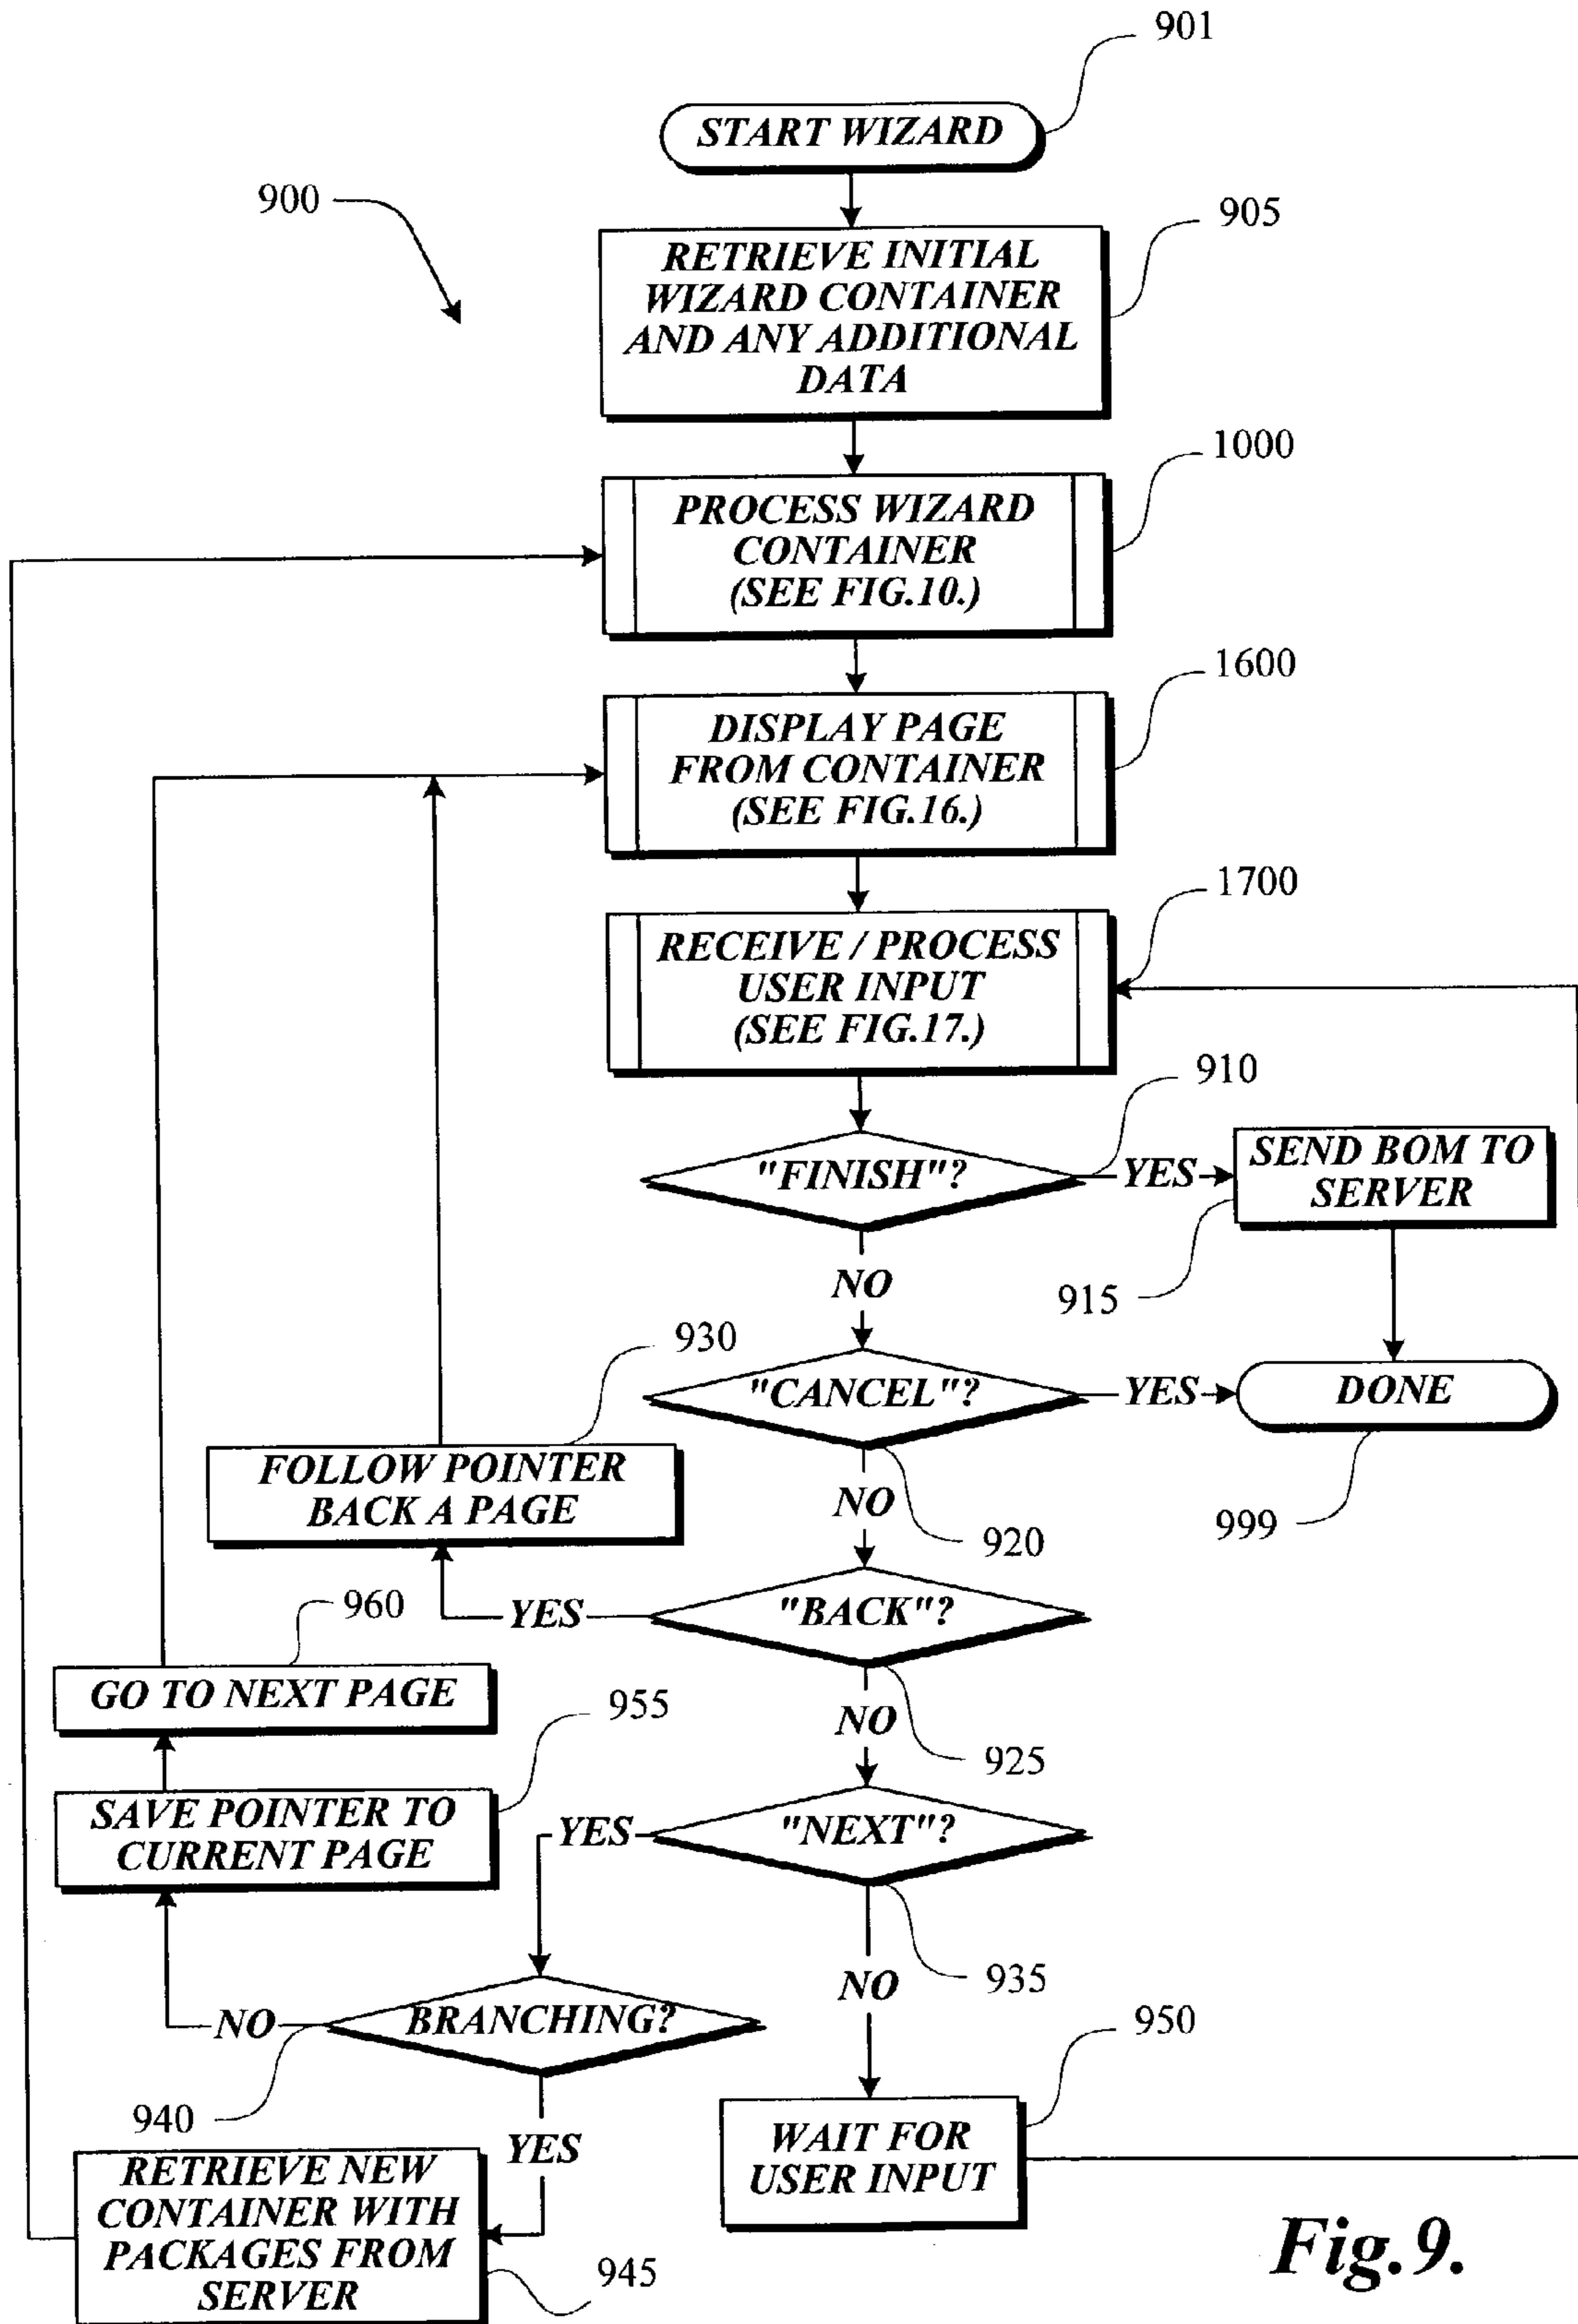 901
START WIZARD
900
905
RETRIEVE INITIAL
WIZARD CONTAINER
AND ANY ADDITIONAL
DATA
1000
PROCESS WIZARD
CONTAINER
(SEE FIG.10.)
1600
DISPLAY PAGE
FROM CONTAINER
(SEE FIG.16.)
1700
RECEIVE / PROCESS
USER INPUT
(SEE FIG.17.)
910
"FINISH"?
YES
SEND BOM TO
SERVER
915
NO
930
"CANCEL"?
YES
DONE
999
FOLLOW POINTER
BACK A PAGE
NO
920
"BACK"?
YES
960
GO TO NEXT PAGE
NO
925
955
SAVE POINTER TO
CURRENT PAGE
"NEXT"?
YES
935
NO
BRANCHING?
NO
940
YES
950
WAIT FOR
USER INPUT
RETRIEVE NEW
CONTAINER WITH
PACKAGES FROM
SERVER
945
Fig.9.